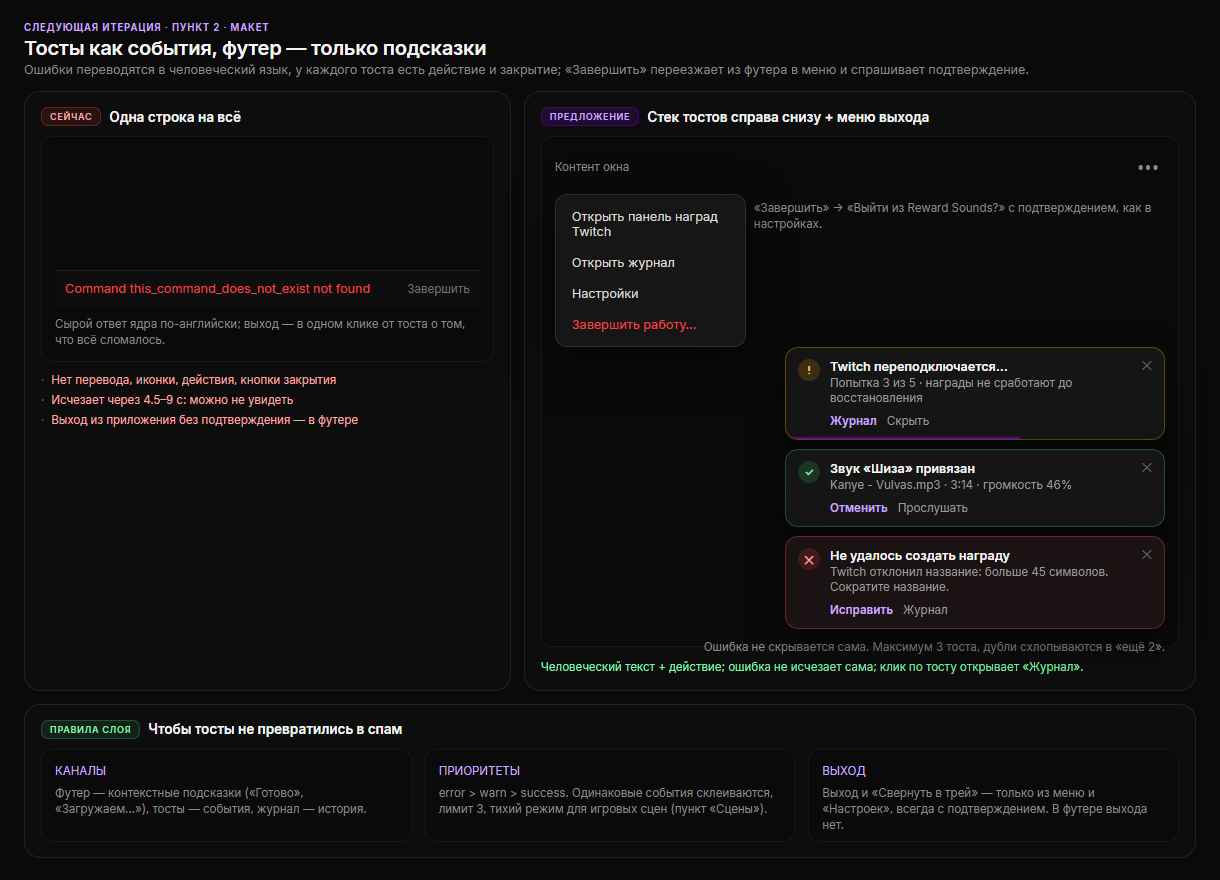 СЛЕДУЮЩАЯ ИТЕРАЦИЯ · ПУНКТ 2 · МАКЕТ
Тосты как события, футер — только подсказки
Ошибки переводятся в человеческий язык, у каждого тоста есть действие и закрытие; «Завершить» переезжает из футера в меню и спрашивает подтверждение.
СЕЙЧАС
Одна строка на всё
Command this_command_does_not_exist not found
Завершить
Сырой ответ ядра по-английски; выход — в одном клике от тоста о том,
что всё сломалось.
· Нет перевода, иконки, действия, кнопки закрытия
· Исчезает через 4.5–9 с: можно не увидеть
· Выход из приложения без подтверждения — в футере
ПРЕДЛОЖЕНИЕ
Стек тостов справа снизу + меню выхода
Контент окна
Открыть панель наград
Twitch
Открыть журнал
Настройки
Завершить работу…
«Завершить» → «Выйти из Reward Sounds?» с подтверждением, как в
настройках.
!
Twitch переподключается…
Попытка 3 из 5 · награды не сработают до
восстановления
Журнал
Скрыть
Звук «Шиза» привязан
Kanye - Vulvas.mp3 · 3:14 · громкость 46%
Отменить
Прослушать
Не удалось создать награду
Twitch отклонил название: больше 45 символов.
Сократите название.
Исправить
Журнал
Ошибка не скрывается сама. Максимум 3 тоста, дубли схлопываются в «ещё 2».
Человеческий текст + действие; ошибка не исчезает сама; клик по тосту открывает «Журнал».
ПРАВИЛА СЛОЯ
Чтобы тосты не превратились в спам
КАНАЛЫ
Футер — контекстные подсказки («Готово»,
«Загружаем…»), тосты — события, журнал — история.
ПРИОРИТЕТЫ
error > warn > success. Одинаковые события склеиваются,
лимит 3, тихий режим для игровых сцен (пункт «Сцены»).
ВЫХОД
Выход и «Свернуть в трей» — только из меню и
«Настроек», всегда с подтверждением. В футере выхода
нет.